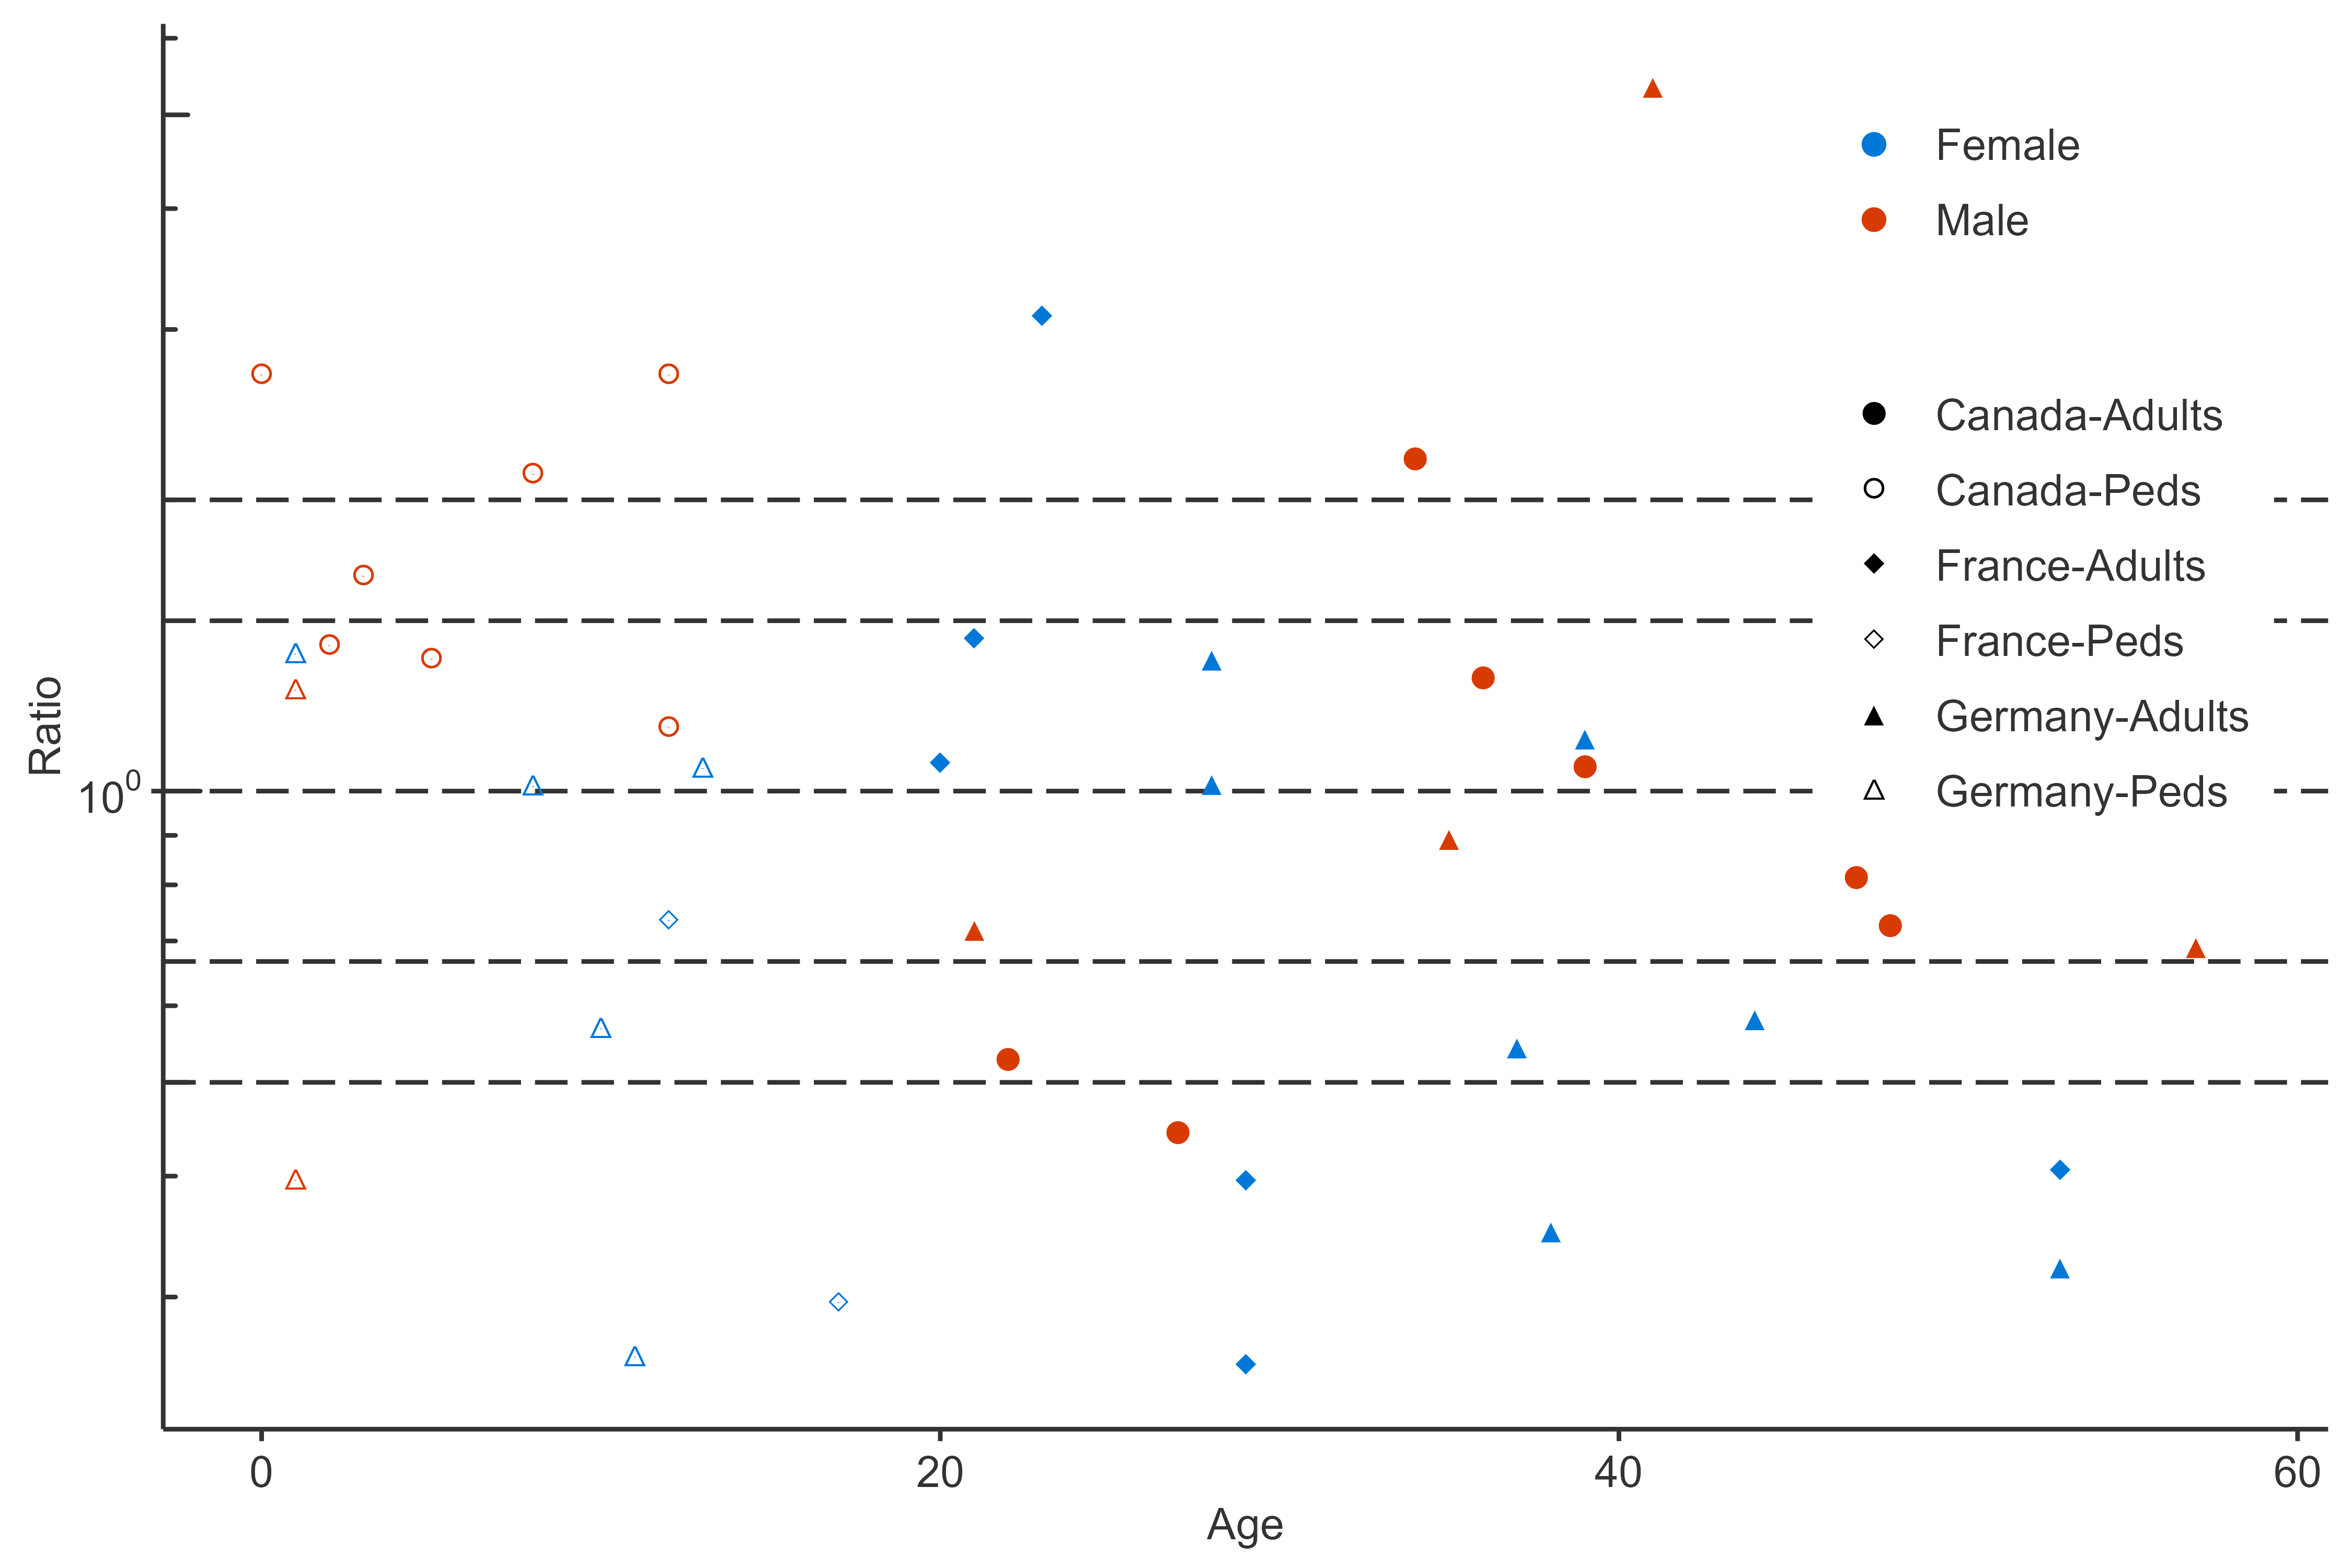 Female
Male
Canada-Adults
Canada-Peds
France-Adults
France-Peds
Germany-Adults
Germany-Peds
Ratio
10⁰
0
20
40
60
Age